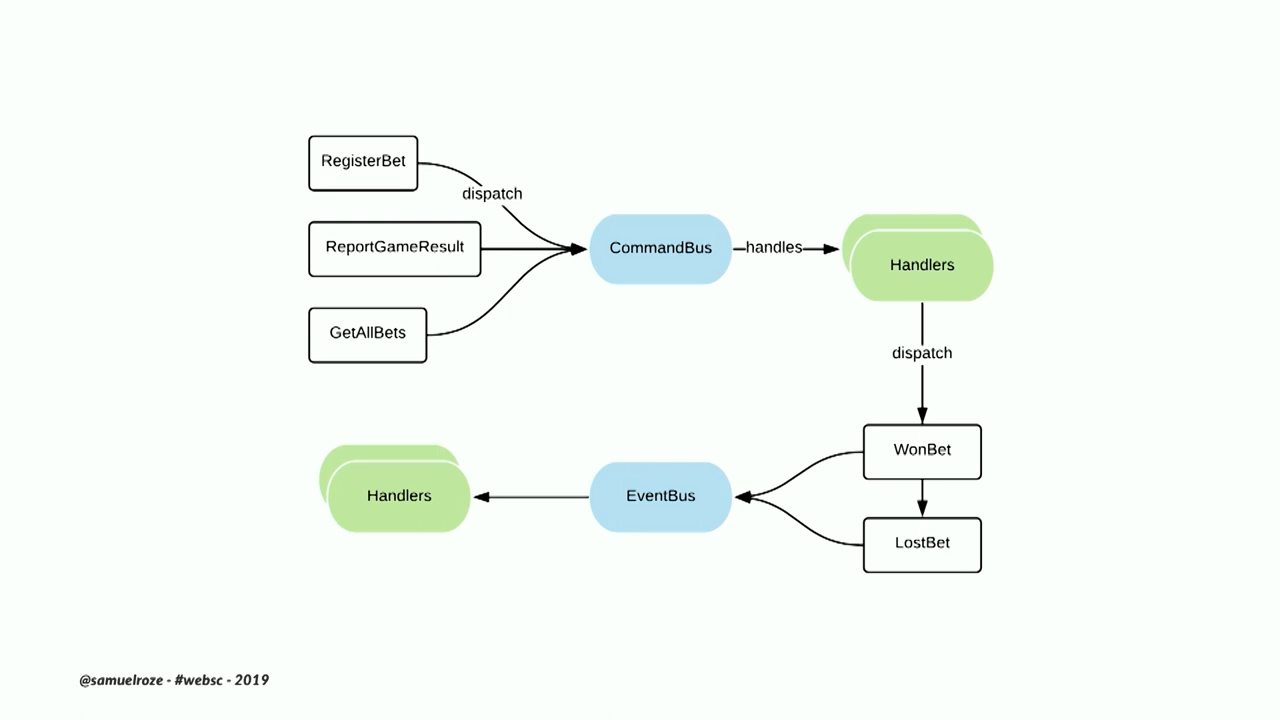 RegisterBet
dispatch
ReportGameResult
CommandBus
handles
Handlers
GetAllBets
dispatch
WonBet
Handlers
EventBus
LostBet
@samuelroze - #websc - 2019